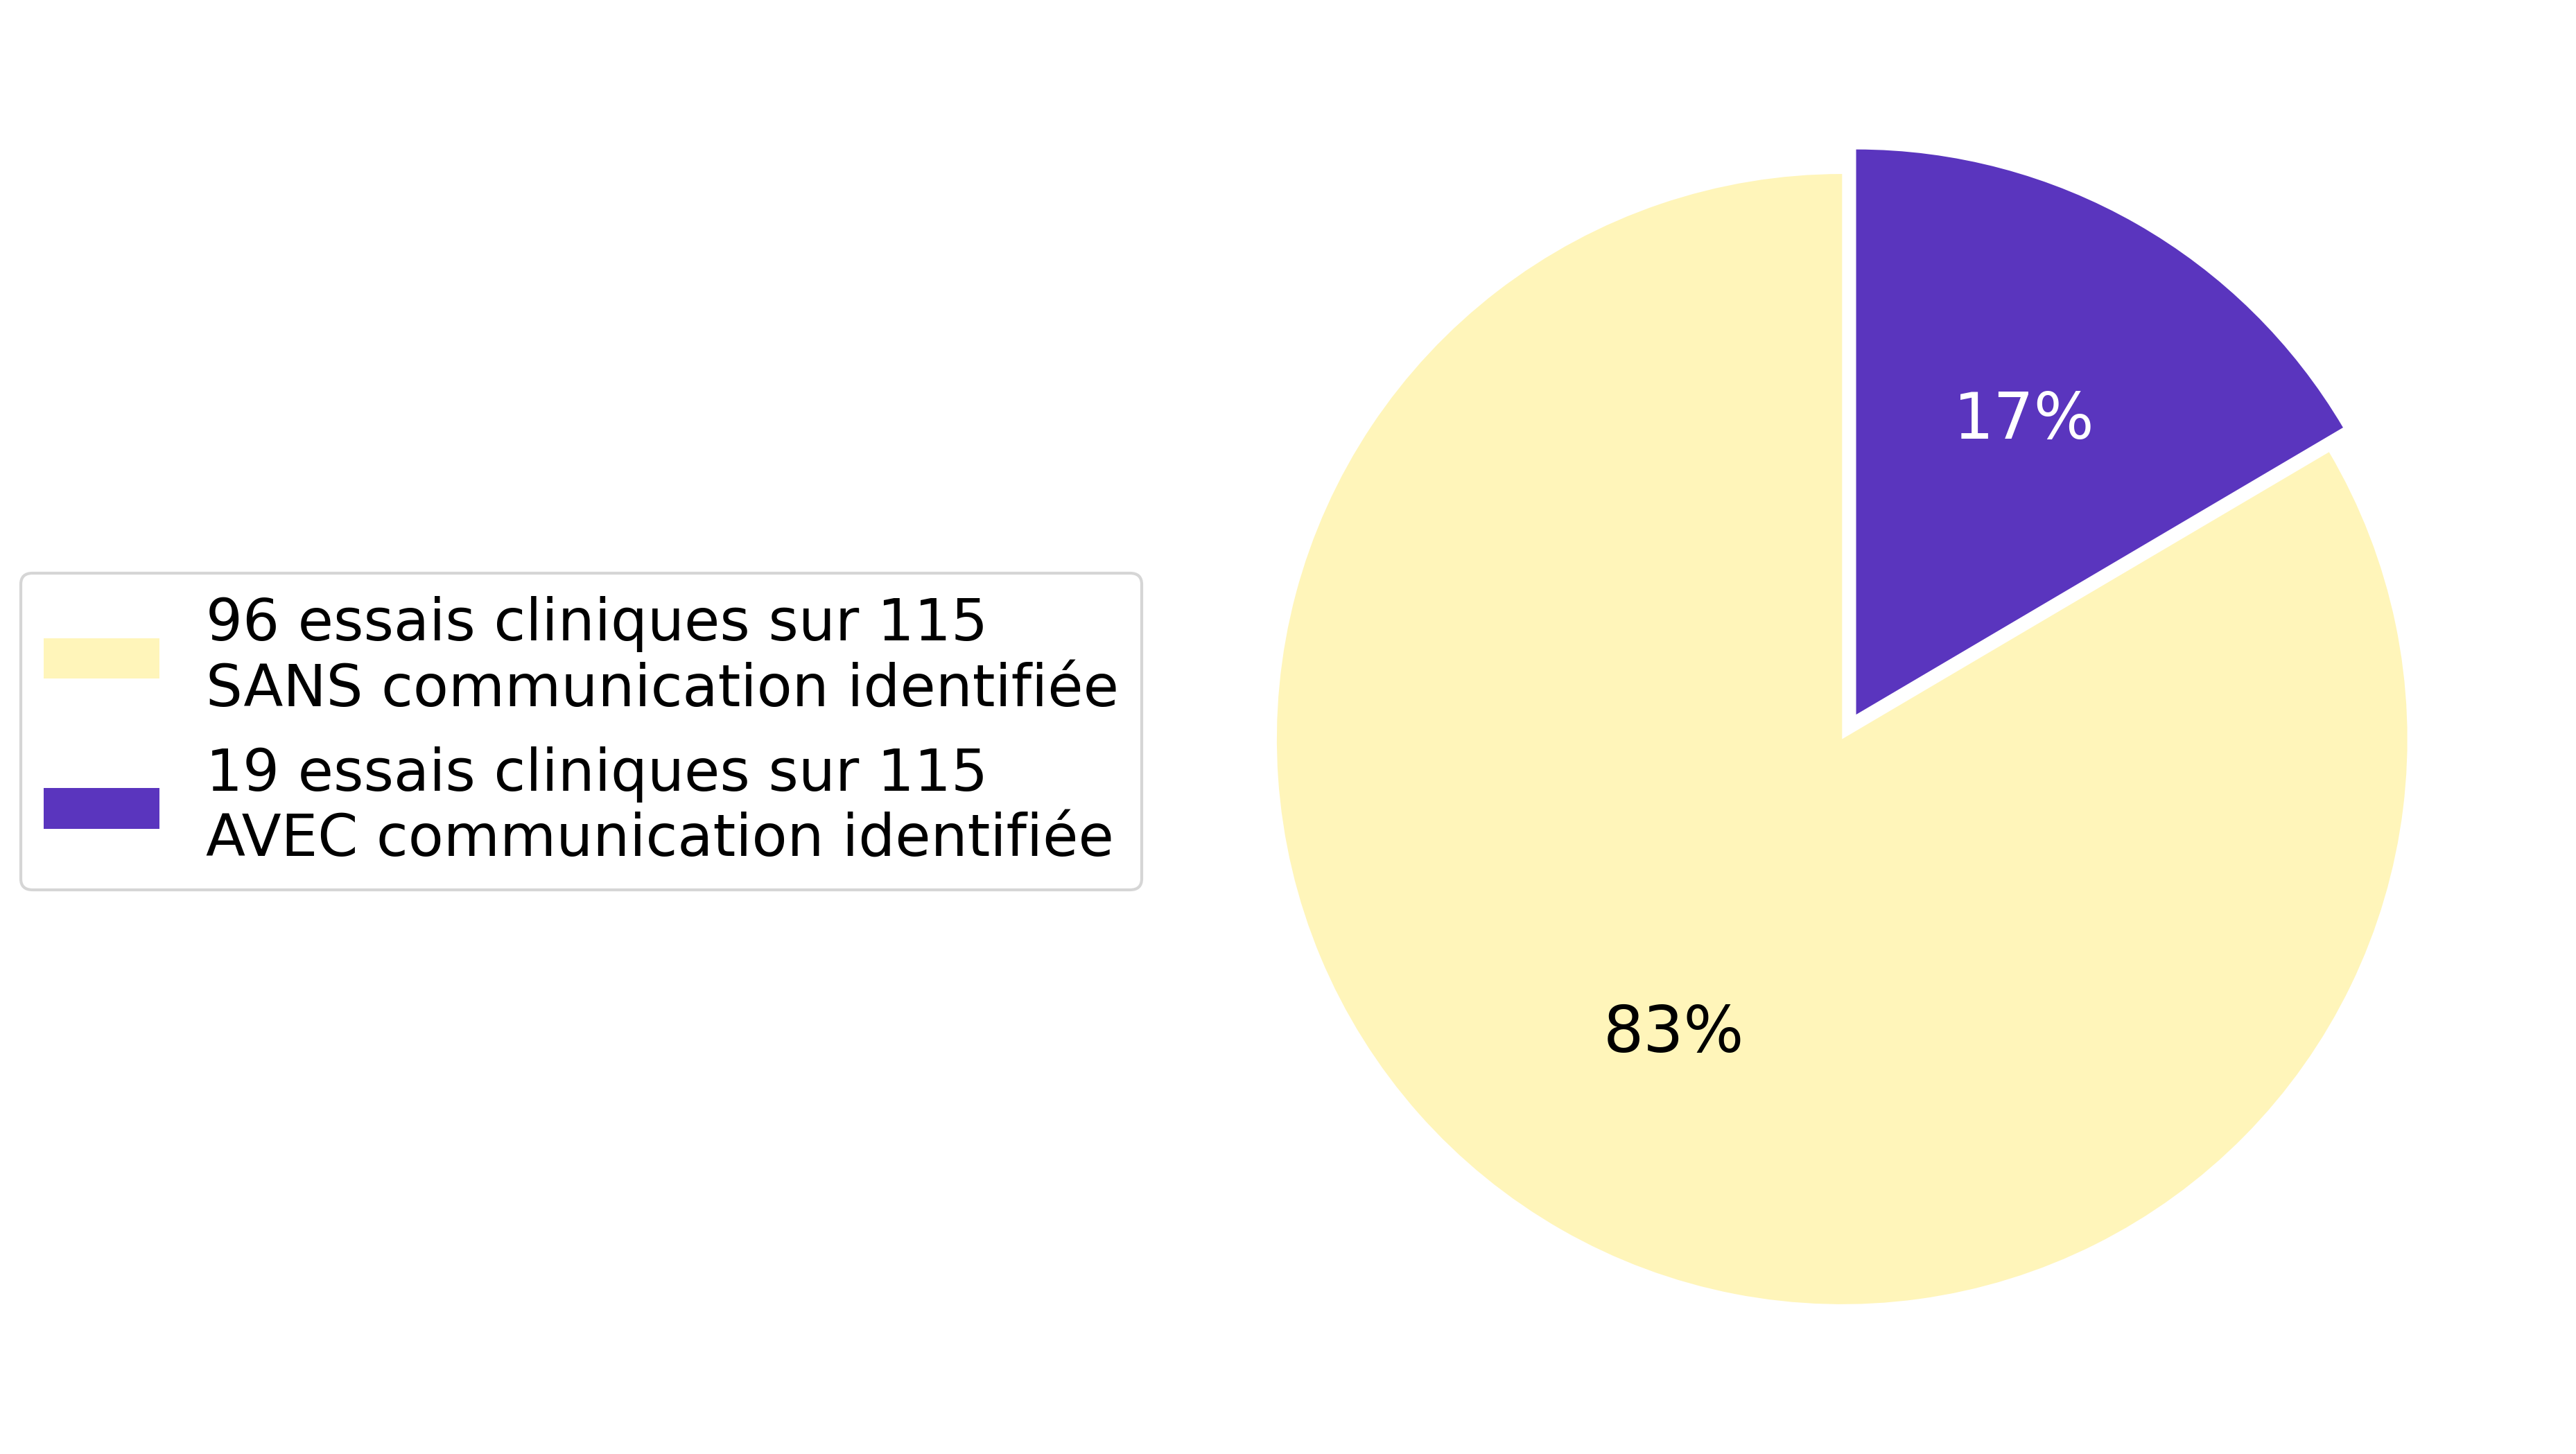 96 essais cliniques sur 115
SANS communication identifiée
19 essais cliniques sur 115
AVEC communication identifiée
17%
83%